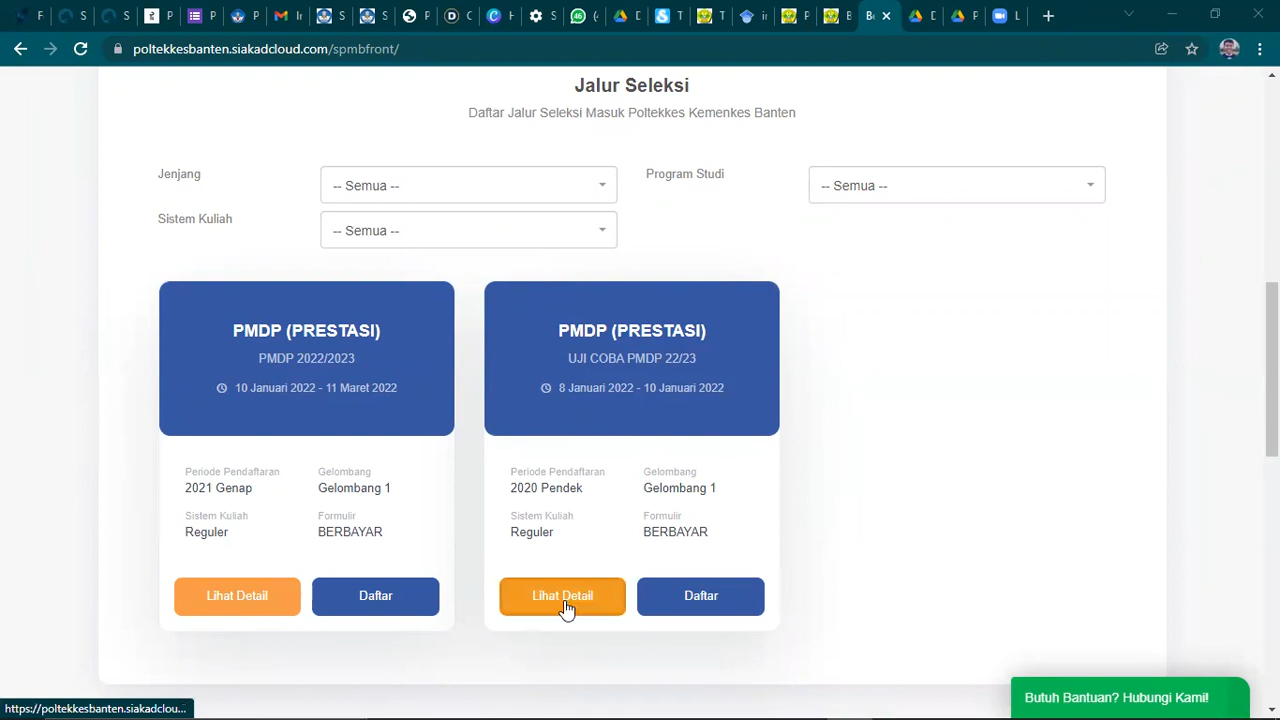 F
S
S
?
P
P
P
In
S
S
P
D
C
F
S
46
(
D
T
T
in
P
B
Be
D
P
L
poltekkesbanten.siakadcloud.com/spmbfront/
Jalur Seleksi
Daftar Jalur Seleksi Masuk Poltekkes Kemenkes Banten
Jenjang
-- Semua --
Program Studi
-- Semua --
Sistem Kuliah
-- Semua --
PMDP (PRESTASI)
PMDP 2022/2023
10 Januari 2022 - 11 Maret 2022
Periode Pendaftaran
2021 Genap
Gelombang
Gelombang 1
Sistem Kuliah
Reguler
Formulir
BERBAYAR
Lihat Detail
Daftar
PMDP (PRESTASI)
UJI COBA PMDP 22/23
8 Januari 2022 - 10 Januari 2022
Periode Pendaftaran
2020 Pendek
Gelombang
Gelombang 1
Sistem Kuliah
Reguler
Formulir
BERBAYAR
Lihat Detail
Daftar
Butuh Bantuan? Hubungi Kami!
https://poltekkesbanten.siakadclou...